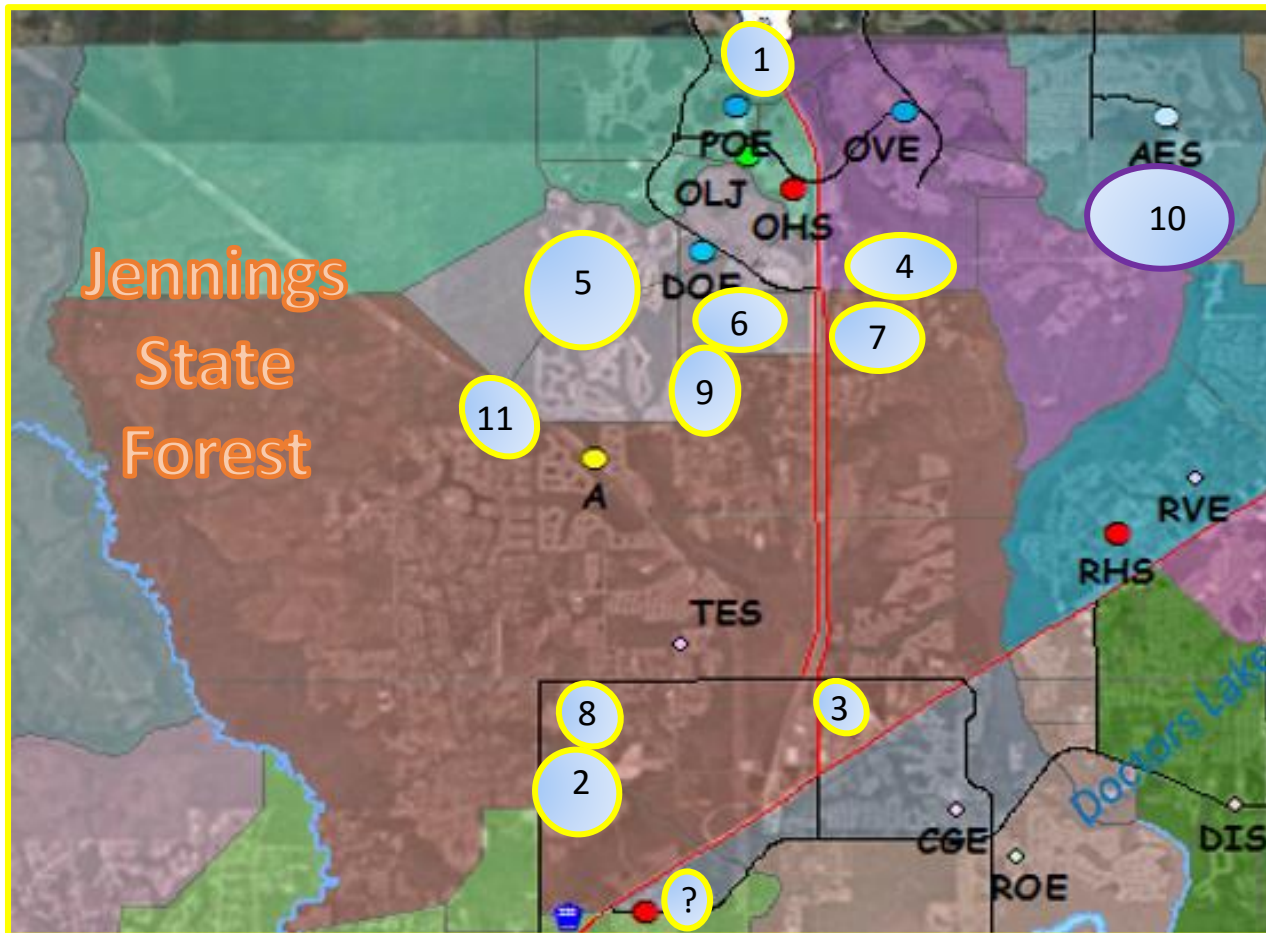 1
POE
OVE
AES
OLJ
OHS
10
Jennings
State
Forest
5
DOE
4
6
7
9
11
A
RVE
RHS
TES
8
3
2
Doctors Lake
CGE
DIS
ROE
?